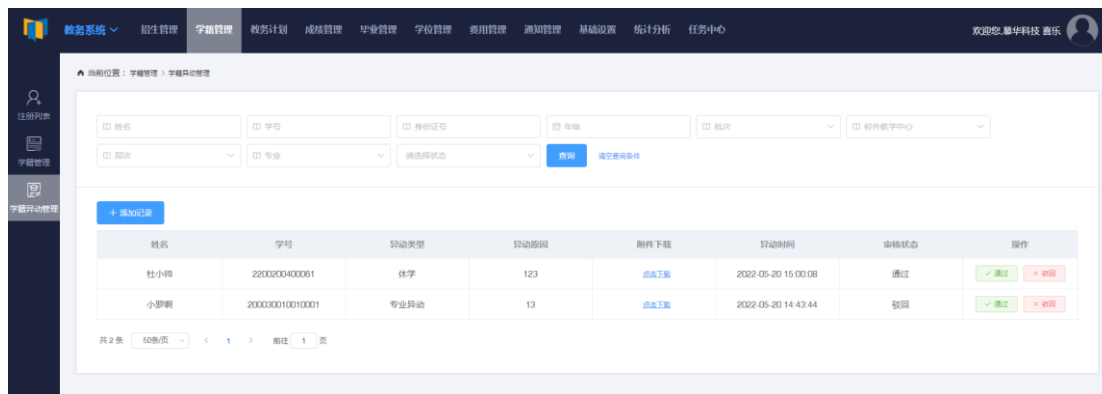 教务系统 招生管理 学籍管理 教务计划 成绩管理 毕业管理 学位管理 费用管理 通知管理 基础设置 统计分析 任务中心 欢迎您,慕华科技 喜乐
当前位置： 学籍管理 > 学籍异动管理
注册列表
学籍管理
学籍异动管理
姓名 学号 身份证号 年级 批次 校外教学中心
层次 专业 请选择状态 查询 清空查询条件
+ 添加记录
姓名 学号 异动类型 异动原因 附件下载 异动时间 审核状态 操作
杜小帅 2200200400061 休学 123 点击下载 2022-05-20 15:00:08 通过 ✓ 通过 × 驳回
小罗啊 200030010010001 专业异动 13 点击下载 2022-05-20 14:43:44 驳回 ✓ 通过 × 驳回
共 2 条 50条/页 < 1 > 前往 1 页